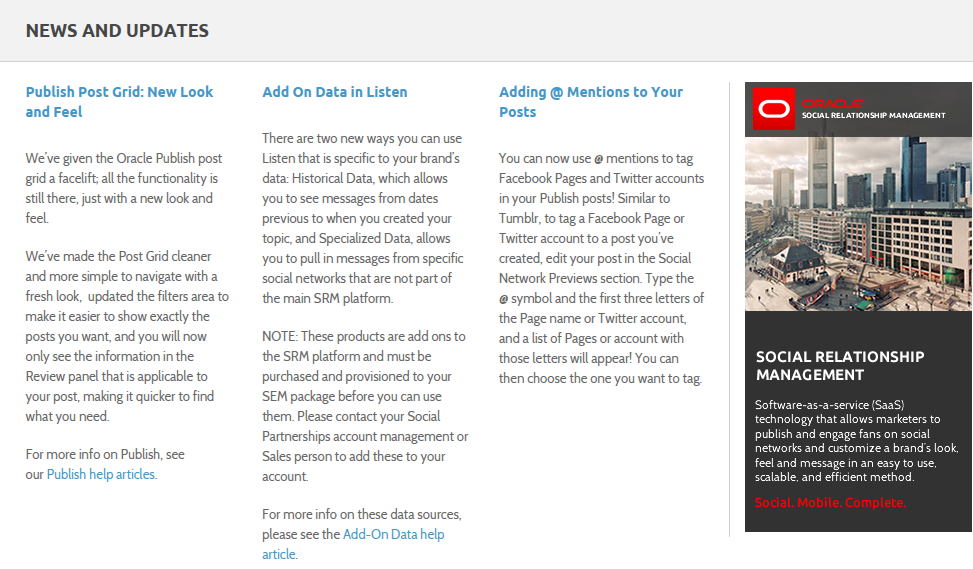 NEWS AND UPDATES
Publish Post Grid: New Look
and Feel
We've given the Oracle Publish post
grid a facelift; all the functionality is
still there, just with a new look and
feel.
We've made the Post Grid cleaner
and more simple to navigate with a
fresh look,  updated the filters area to
make it easier to show exactly the
posts you want, and you will now
only see the information in the
Review panel that is applicable to
your post, making it quicker to find
what you need.
For more info on Publish, see
our Publish help articles.
Add On Data in Listen
There are two new ways you can use
Listen that is specific to your brand's
data: Historical Data, which allows
you to see messages from dates
previous to when you created your
topic, and Specialized Data, allows
you to pull in messages from specific
social networks that are not part of
the main SRM platform.
NOTE: These products are add ons to
the SRM platform and must be
purchased and provisioned to your
SEM package before you can use
them. Please contact your Social
Partnerships account management or
Sales person to add these to your
account.
For more info on these data sources,
please see the Add-On Data help
article.
Adding @ Mentions to Your
Posts
You can now use @ mentions to tag
Facebook Pages and Twitter accounts
in your Publish posts! Similar to
Tumblr, to tag a Facebook Page or
Twitter account to a post you've
created, edit your post in the Social
Network Previews section. Type the
@ symbol and the first three letters of
the Page name or Twitter account,
and a list of Pages or account with
those letters will appear! You can
then choose the one you want to tag.
ORACLE
SOCIAL RELATIONSHIP MANAGEMENT
SOCIAL RELATIONSHIP
MANAGEMENT
Software-as-a-service (SaaS)
technology that allows marketers to
publish and engage fans on social
networks and customize a brand's look,
feel and message in an easy to use,
scalable, and efficient method.
Social. Mobile. Complete.